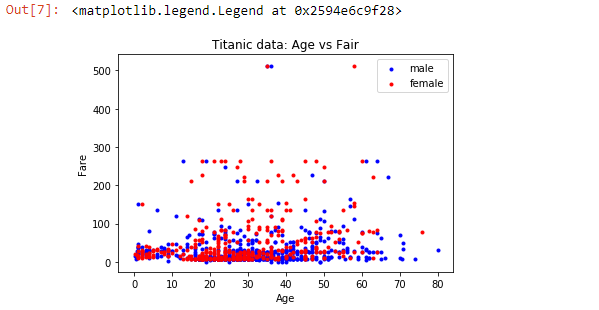 Out[7]: <matplotlib.legend.Legend at 0x2594e6c9f28>
Titanic data: Age vs Fair
male
female
500
400
300
200
100
0
Fare
0 10 20 30 40 50 60 70 80
Age